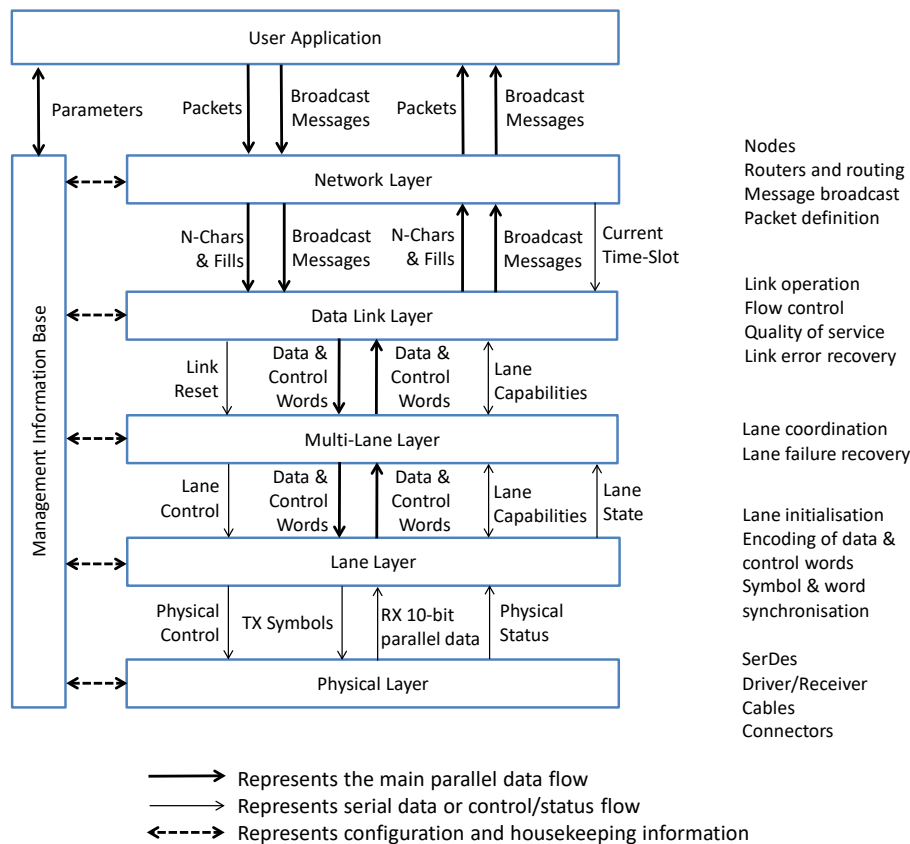 User Application
Parameters
Packets
Broadcast
Messages
Packets
Broadcast
Messages
Management Information Base
Network Layer
Nodes
Routers and routing
Message broadcast
Packet definition
N-Chars
& Fills
Broadcast
Messages
N-Chars
& Fills
Broadcast
Messages
Current
Time-Slot
Data Link Layer
Link operation
Flow control
Quality of service
Link error recovery
Link
Reset
Data &
Control
Words
Data &
Control
Words
Lane
Capabilities
Multi-Lane Layer
Lane coordination
Lane failure recovery
Lane
Control
Data &
Control
Words
Data &
Control
Words
Lane
Capabilities
Lane
State
Lane Layer
Lane initialisation
Encoding of data &
control words
Symbol & word
synchronisation
Physical
Control
TX Symbols
RX 10-bit
parallel data
Physical
Status
Physical Layer
SerDes
Driver/Receiver
Cables
Connectors
Represents the main parallel data flow
Represents serial data or control/status flow
Represents configuration and housekeeping information